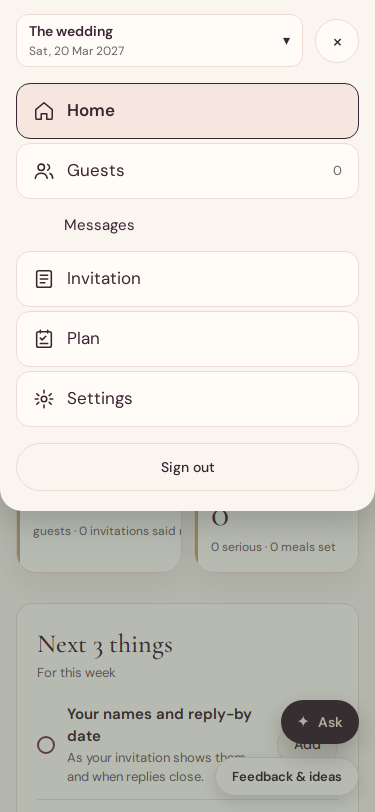 The wedding
Sat, 20 Mar 2027
▾
×
Home
Guests 0
Messages
Invitation
Plan
Settings
Sign out
0
guests · 0 invitations said
0 serious · 0 meals set
Next 3 things
For this week
Your names and reply-by
date
As your invitation shows them
and when replies close.
Add
✦ Ask
Feedback & ideas